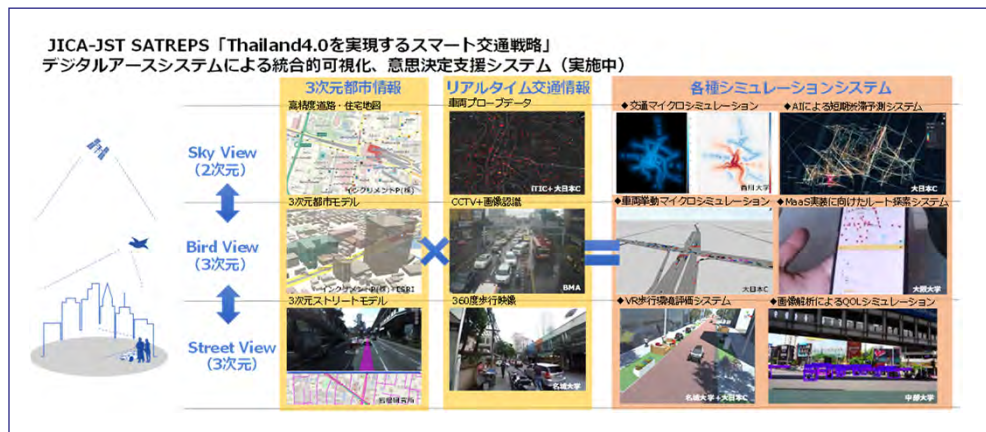 JICA-JST SATREPS「Thailand4.0を実現するスマート交通戦略」
デジタルアースシステムによる統合的可視化、意思決定支援システム（実施中）
3次元都市情報
リアルタイム交通情報
各種シミュレーションシステム
Sky View
（2次元）
高精度道路・住宅地図
インクリメントP(株)
車両プローブデータ
iTIC+大日本C
◆交通マイクロシミュレーション
香川大学
◆AIによる短期渋滞予測システム
大日本C
Bird View
（3次元）
3次元都市モデル
インクリメントP(株)+ESRI
CCTV+画像認識
BMA
◆車両挙動マイクロシミュレーション
大日本C
◆MaaS実装に向けたルート探索システム
大阪大学
Street View
（3次元）
3次元ストリートモデル
360度歩行映像
名城大学
◆VR歩行環境評価システム
名城大学+大日本C
◆画像解析によるQOLシミュレーション
中部大学